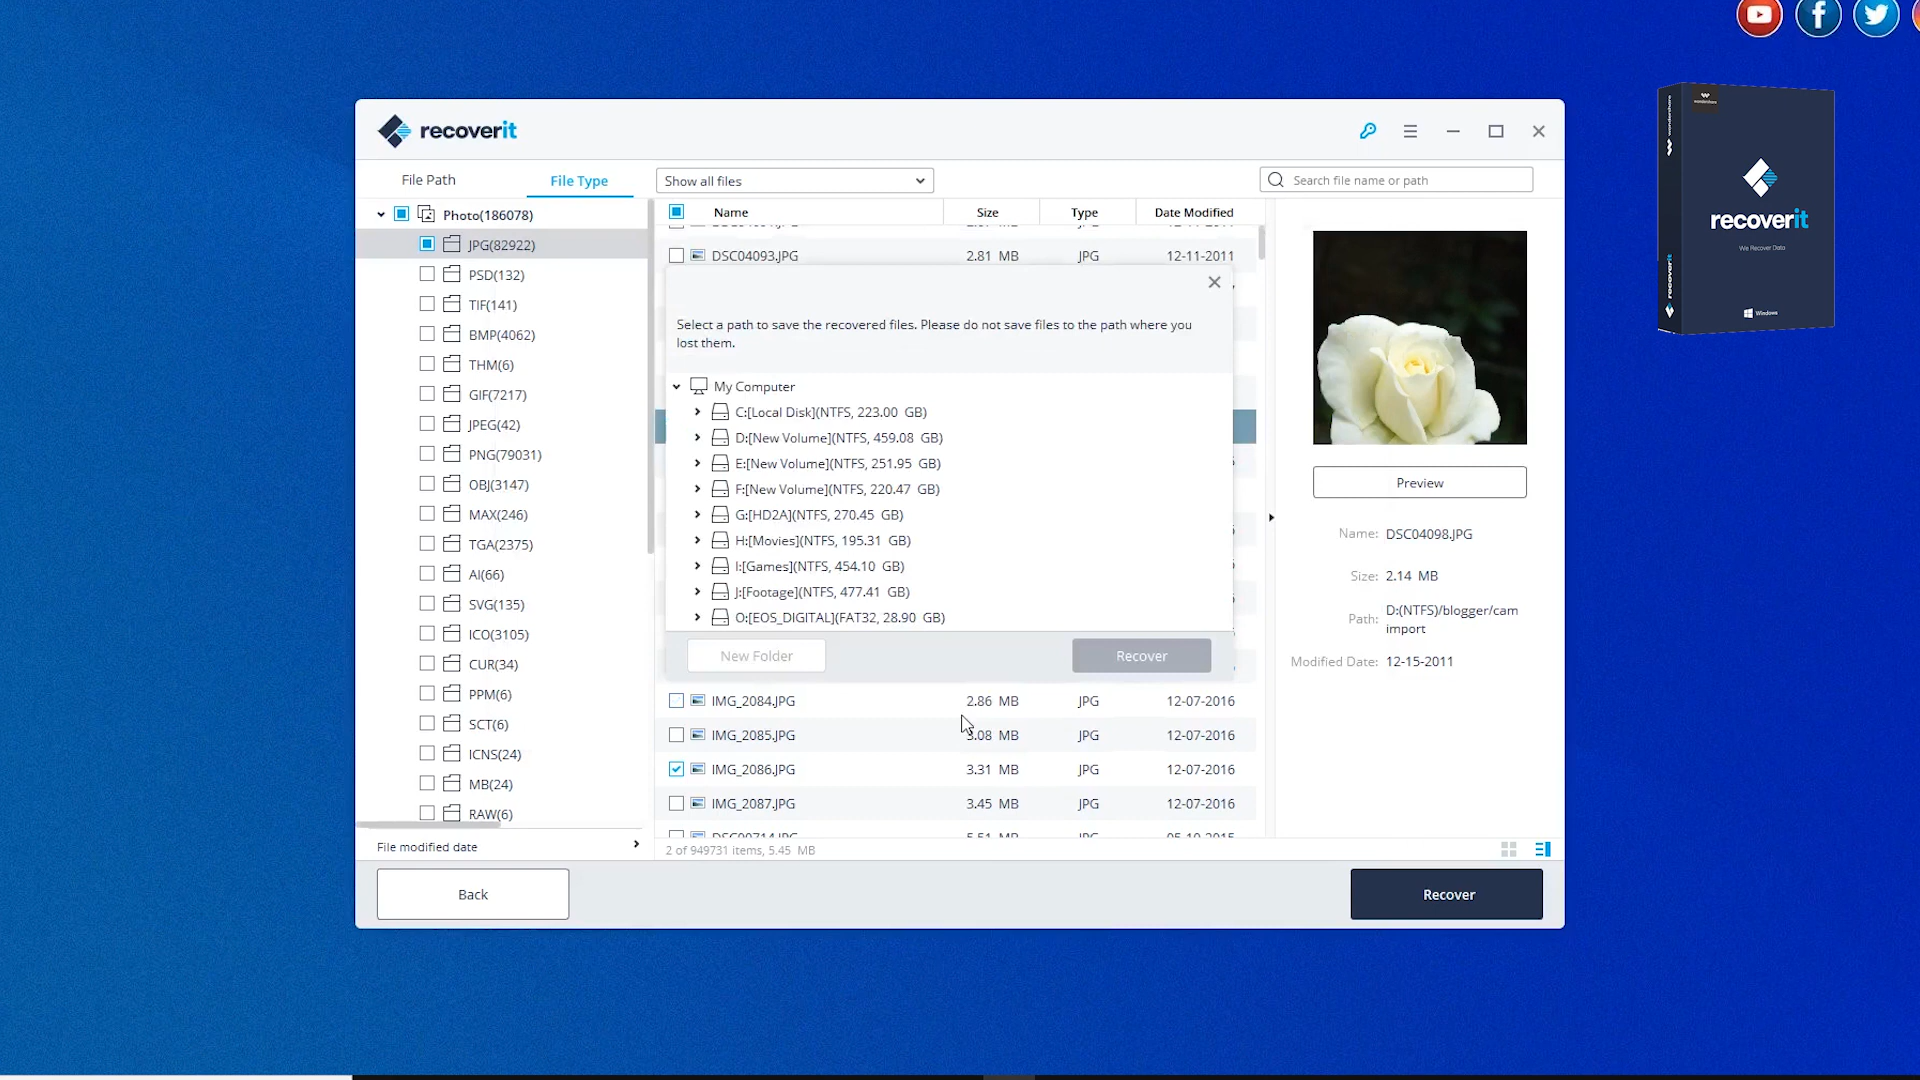 recoverit
File Path
File Type
Show all files
Search file name or path
Photo(186078)
JPG(82922)
PSD(132)
TIF(141)
BMP(4062)
THM(6)
GIF(7217)
JPEG(42)
PNG(79031)
OBJ(3147)
MAX(246)
TGA(2375)
AI(66)
SVG(135)
ICO(3105)
CUR(34)
PPM(6)
SCT(6)
ICNS(24)
MB(24)
RAW(6)
File modified date
Name Size Type Date Modified
DSC04093.JPG 2.81 MB JPG 12-11-2011
Select a path to save the recovered files. Please do not save files to the path where you
lost them.
My Computer
C:[Local Disk](NTFS, 223.00 GB)
D:[New Volume](NTFS, 459.08 GB)
E:[New Volume](NTFS, 251.95 GB)
F:[New Volume](NTFS, 220.47 GB)
G:[HD2A](NTFS, 270.45 GB)
H:[Movies](NTFS, 195.31 GB)
I:[Games](NTFS, 454.10 GB)
J:[Footage](NTFS, 477.41 GB)
O:[EOS_DIGITAL](FAT32, 28.90 GB)
New Folder
Recover
IMG_2084.JPG 2.86 MB JPG 12-07-2016
IMG_2085.JPG 3.08 MB JPG 12-07-2016
IMG_2086.JPG 3.31 MB JPG 12-07-2016
IMG_2087.JPG 3.45 MB JPG 12-07-2016
2 of 949731 items, 5.45 MB
Preview
Name: DSC04098.JPG
Size: 2.14 MB
Path: D:(NTFS)/blogger/cam
import
Modified Date: 12-15-2011
Back
Recover
wondershare
recoverit
We Recover Data
Windows
wondershare
recoverit